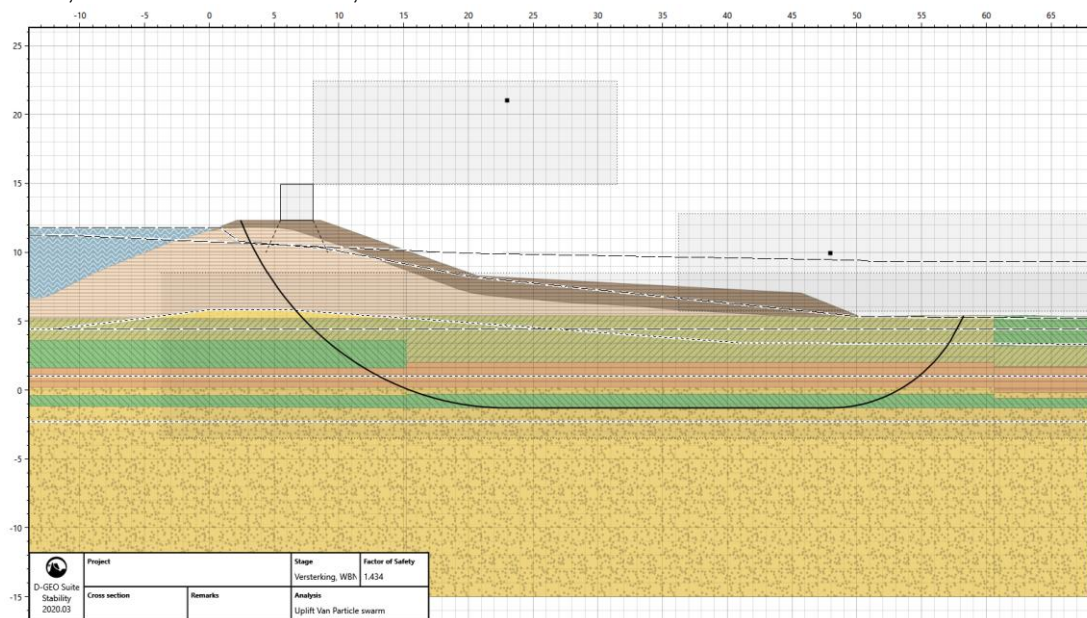 -10 -5 0 5 10 15 20 25 30 35 40 45 50 55 60 65
25
20
15
10
5
0
-5
-10
-15
Project
Stage
Factor of Safety
Versterking, WBN
1.434
D-GEO Suite
Stability
2020.03
Cross section
Remarks
Analysis
Uplift Van Particle swarm